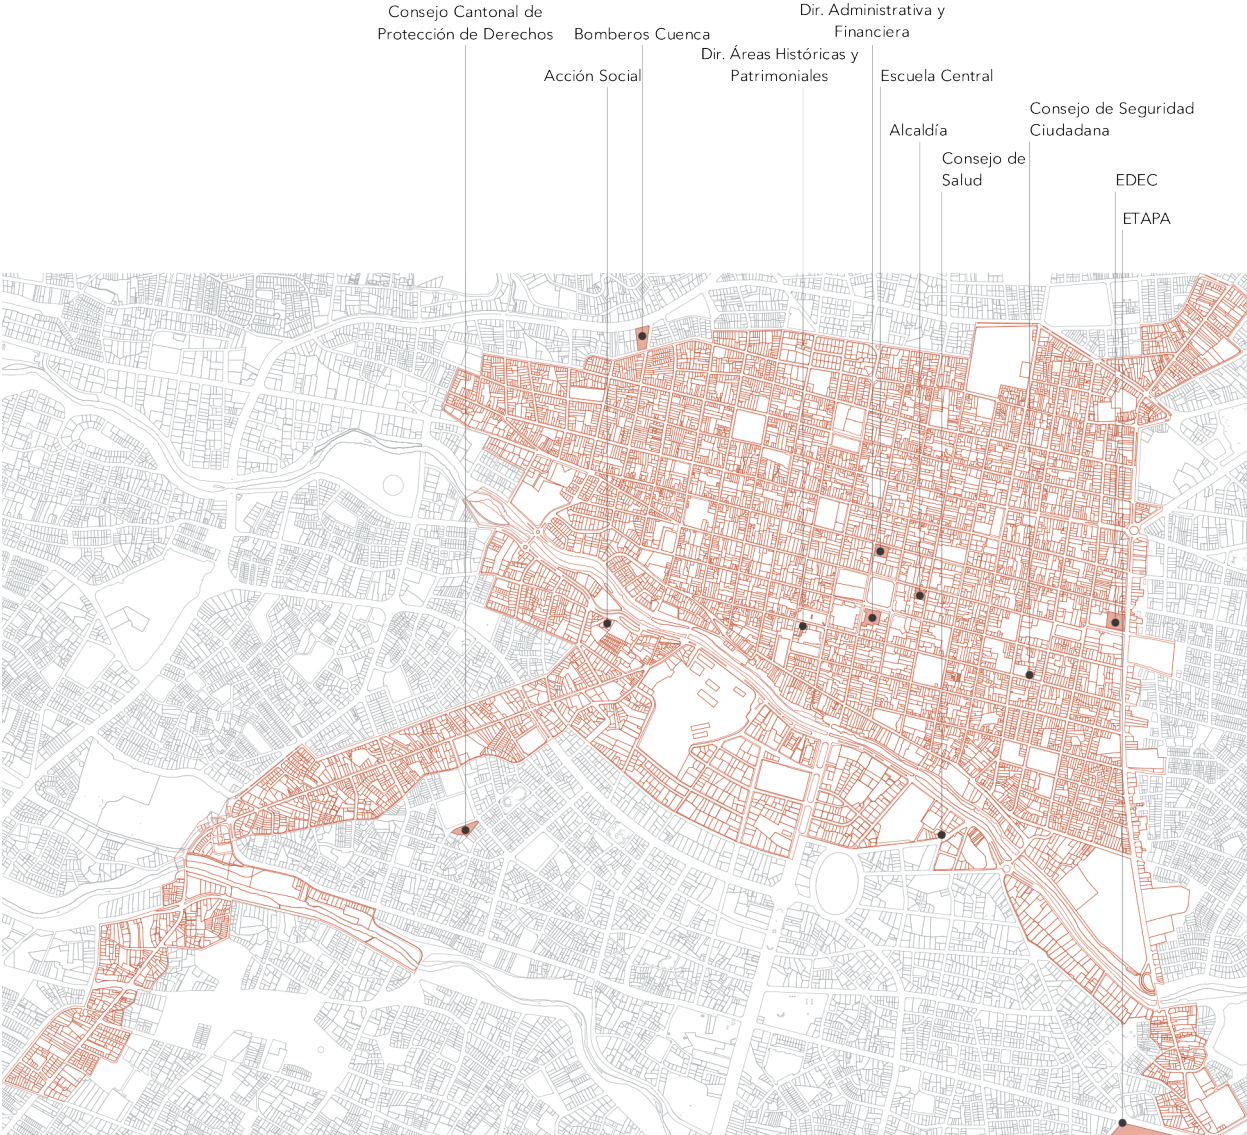 Consejo Cantonal de
Protección de Derechos
Bomberos Cuenca
Acción Social
Dir. Administrativa y
Financiera
Dir. Áreas Históricas y
Patrimoniales
Escuela Central
Alcaldía
Consejo de Seguridad
Ciudadana
Consejo de
Salud
EDEC
ETAPA